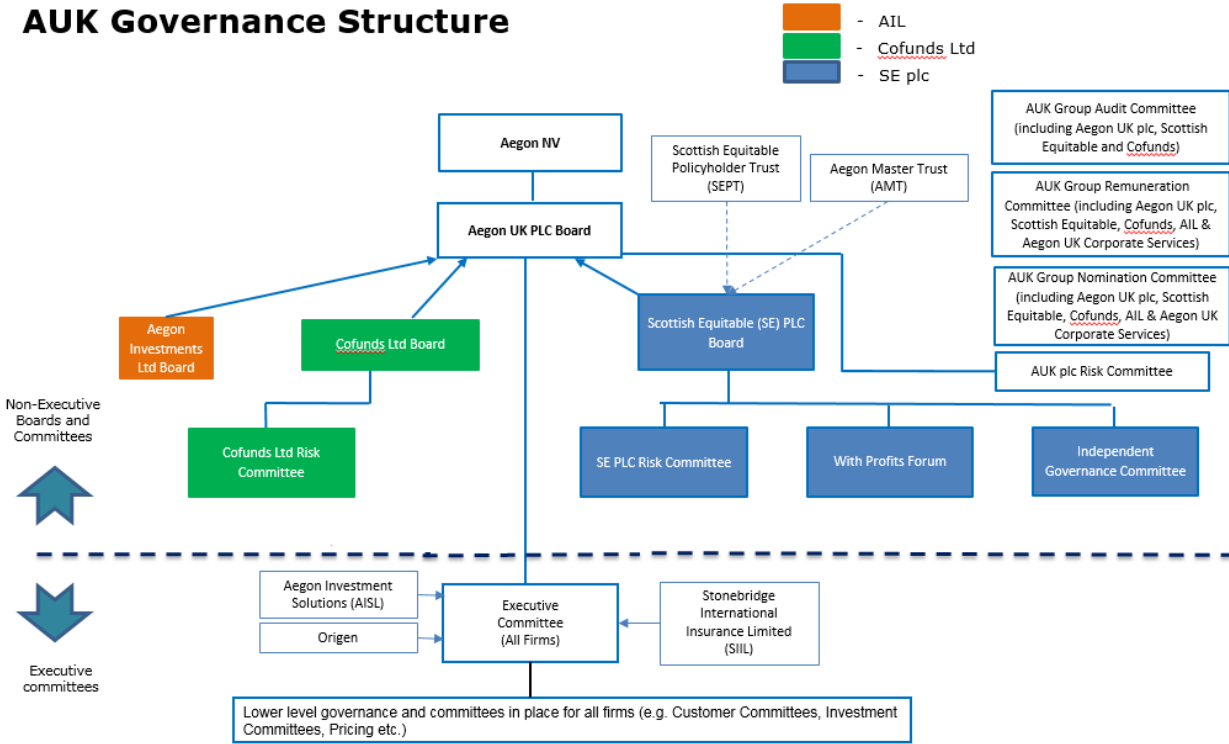 AUK Governance Structure
- AIL
- Cofunds Ltd
- SE plc
AUK Group Audit Committee
(including Aegon UK plc, Scottish
Equitable and Cofunds)
Aegon NV
Scottish Equitable
Policyholder Trust
(SEPT)
Aegon Master Trust
(AMT)
AUK Group Remuneration
Committee (including Aegon UK plc,
Scottish Equitable, Cofunds, AIL &
Aegon UK Corporate Services)
Aegon UK PLC Board
AUK Group Nomination Committee
(including Aegon UK plc, Scottish
Equitable, Cofunds, AIL & Aegon UK
Corporate Services)
Aegon
Investments
Ltd Board
Cofunds Ltd Board
Scottish Equitable (SE) PLC
Board
AUK plc Risk Committee
Non-Executive
Boards and
Committees
Cofunds Ltd Risk
Committee
SE PLC Risk Committee
With Profits Forum
Independent
Governance Committee
Aegon Investment
Solutions (AISL)
Origen
Executive
Committee
(All Firms)
Stonebridge
International
Insurance Limited
(SIIL)
Executive
committees
Lower level governance and committees in place for all firms (e.g. Customer Committees, Investment
Committees, Pricing etc.)